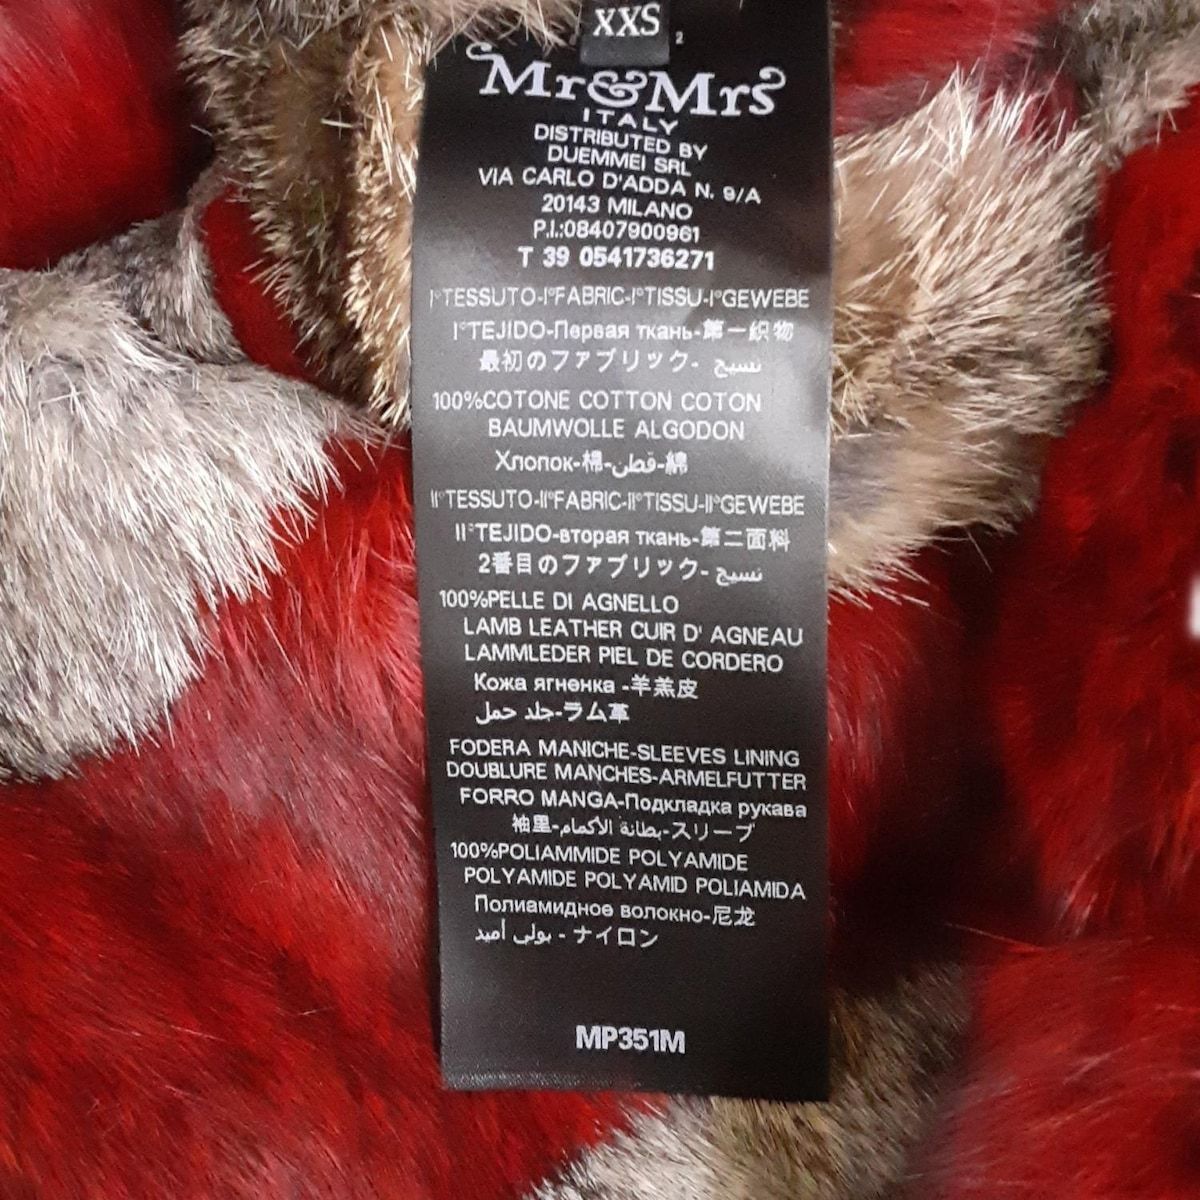 XXS
2
Mr&Mrs
ITALY
DISTRIBUTED BY
DUEMMEI SRL
VIA CARLO D'ADDA N. 9/A
20143 MILANO
P.I.:08407900961
T 39 0541736271
I°TESSUTO-I°FABRIC-I°TISSU-I°GEWEBE
I°TEJIDO-Первая ткань-第一织物
最初のファブリック- نسيج
100%COTONE COTTON COTON
BAUMWOLLE ALGODON
Хлопок-棉-قطن-綿
II°TESSUTO-II°FABRIC-II°TISSU-II°GEWEBE
II°TEJIDO-вторая ткань-第二面料
2番目のファブリック- نسيج
100%PELLE DI AGNELLO
LAMB LEATHER CUIR D' AGNEAU
LAMMLEDER PIEL DE CORDERO
Кожа ягненка -羊羔皮
جلد حمل-ラム革
FODERA MANICHE-SLEEVES LINING
DOUBLURE MANCHES-ARMELFUTTER
FORRO MANGA-Подкладка рукава
袖里-بطانة الأكمام-スリーブ
100%POLIAMMIDE POLYAMIDE
POLYAMIDE POLYAMID POLIAMIDA
Полиамидное волокно-尼龙
بولي أميد - ナイロン
MP351M